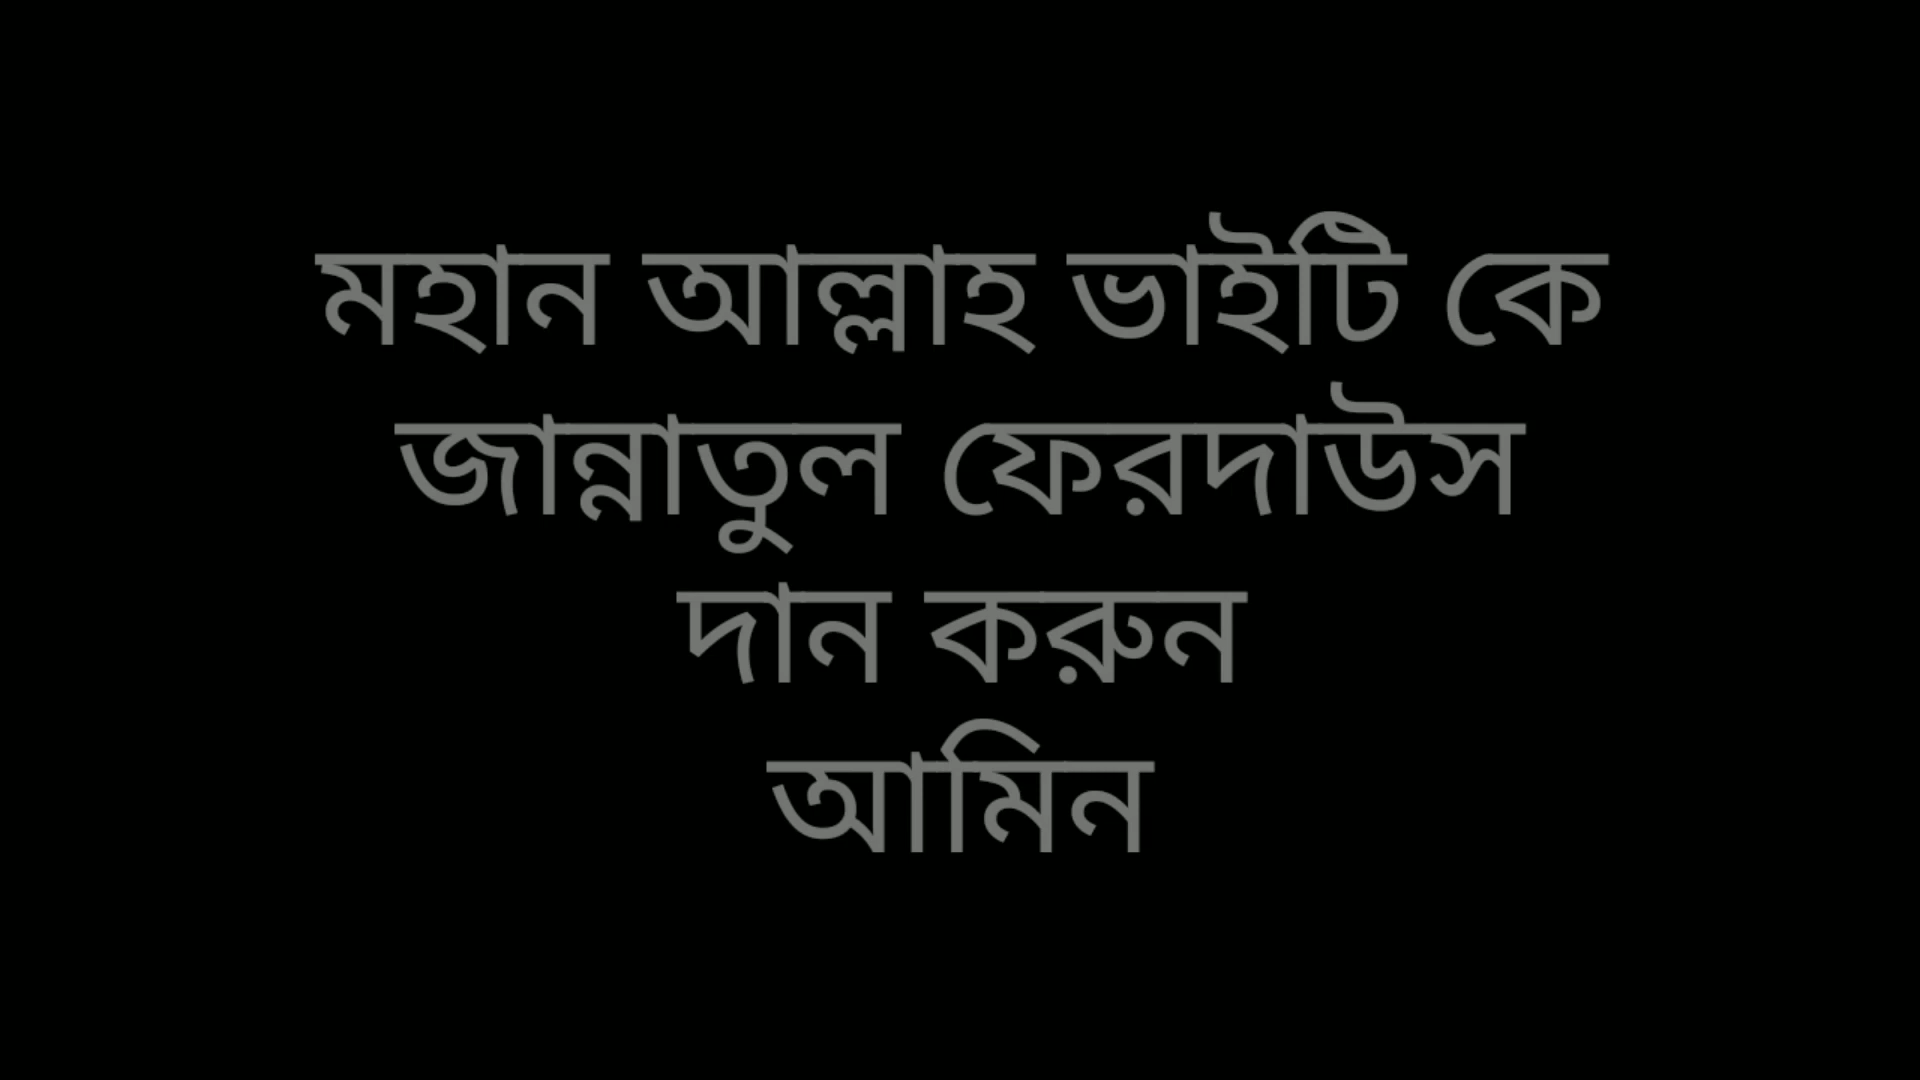 মহান আল্লাহ ভাইটি কে
জান্নাতুল ফেরদাউস
দান করুন
আমিন